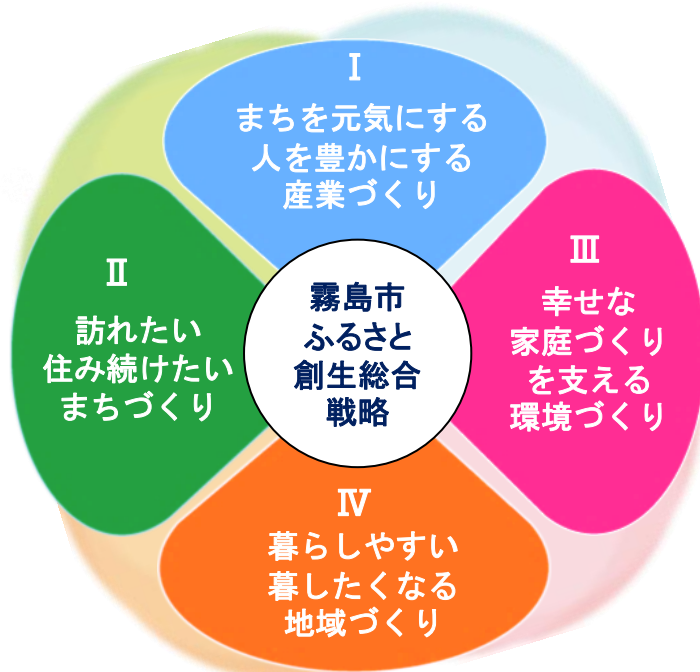 Ⅰ
まちを元気にする
人を豊かにする
産業づくり
Ⅱ
訪れたい
住み続けたい
まちづくり
霧島市
ふるさと
創生総合
戦略
Ⅲ
幸せな
家庭づくり
を支える
環境づくり
Ⅳ
暮らしやすい
暮したくなる
地域づくり